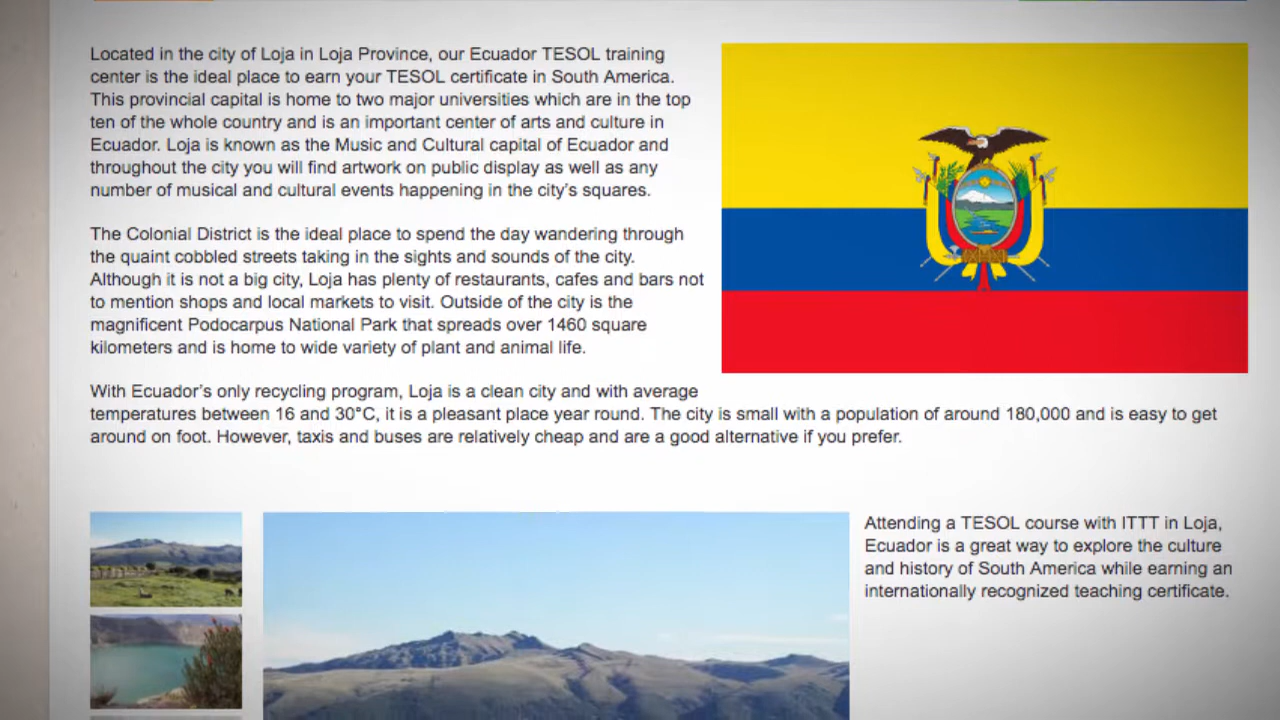 Located in the city of Loja in Loja Province, our Ecuador TESOL training
center is the ideal place to earn your TESOL certificate in South America.
This provincial capital is home to two major universities which are in the top
ten of the whole country and is an important center of arts and culture in
Ecuador. Loja is known as the Music and Cultural capital of Ecuador and
throughout the city you will find artwork on public display as well as any
number of musical and cultural events happening in the city's squares.
The Colonial District is the ideal place to spend the day wandering through
the quaint cobbled streets taking in the sights and sounds of the city.
Although it is not a big city, Loja has plenty of restaurants, cafes and bars not
to mention shops and local markets to visit. Outside of the city is the
magnificent Podocarpus National Park that spreads over 1460 square
kilometers and is home to wide variety of plant and animal life.
With Ecuador's only recycling program, Loja is a clean city and with average
temperatures between 16 and 30°C, it is a pleasant place year round. The city is small with a population of around 180,000 and is easy to get
around on foot. However, taxis and buses are relatively cheap and are a good alternative if you prefer.
Attending a TESOL course with ITTT in Loja,
Ecuador is a great way to explore the culture
and history of South America while earning an
internationally recognized teaching certificate.